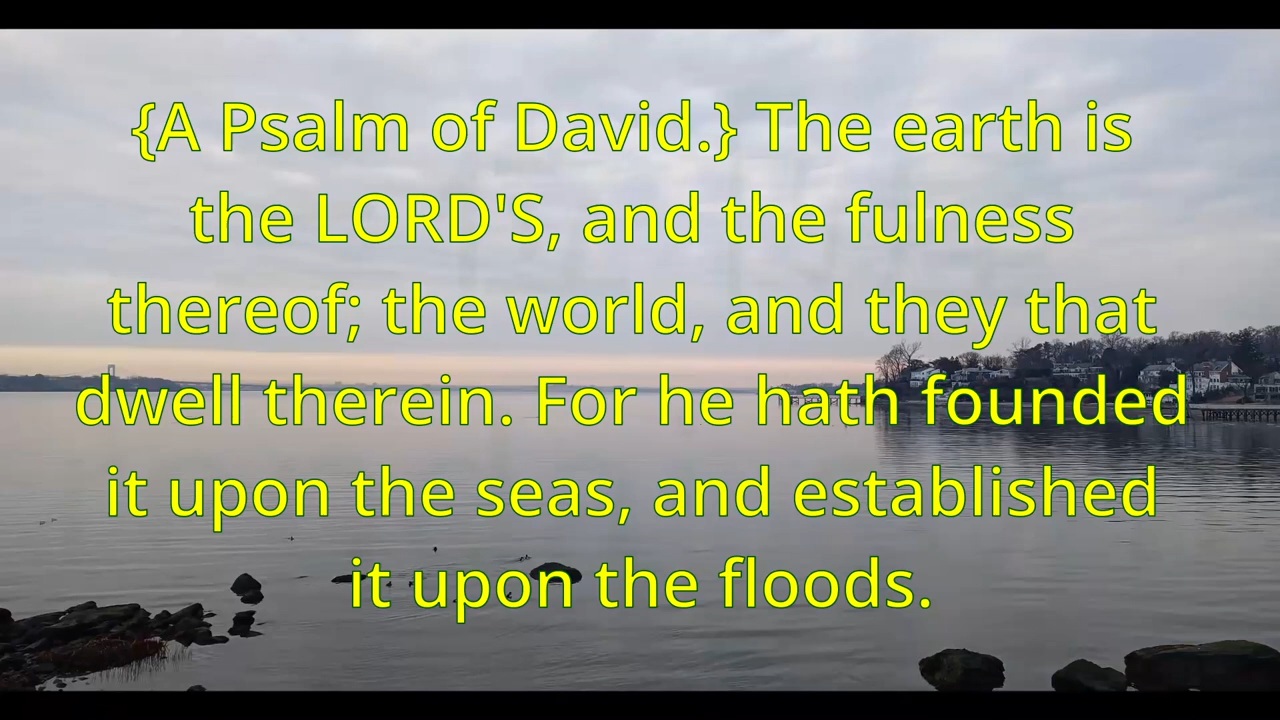 {A Psalm of David.} The earth is
the LORD'S, and the fulness
thereof; the world, and they that
dwell therein. For he hath founded
it upon the seas, and established
it upon the floods.